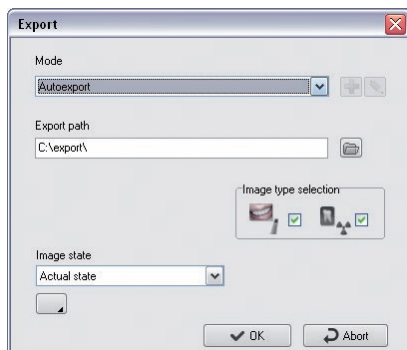 Export
Mode
Autoexport
Export path
C:\export\
Image type selection
Image state
Actual state
OK
Abort